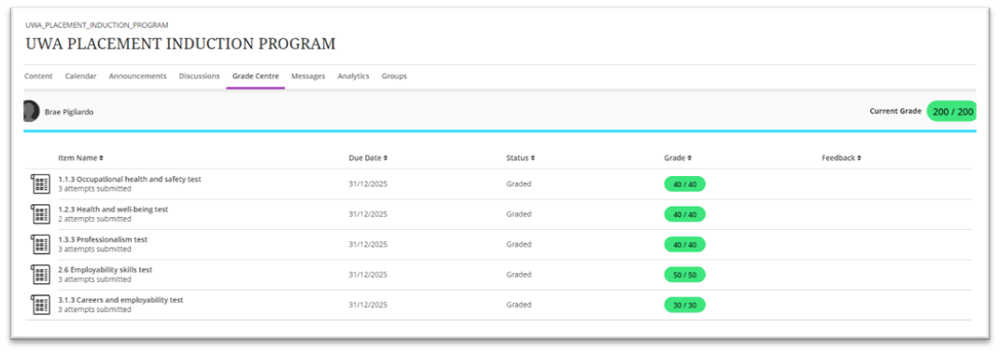 UWA_PLACEMENT_INDUCTION_PROGRAM
UWA PLACEMENT INDUCTION PROGRAM
Content Calendar Announcements Discussions Grade Centre Messages Analytics Groups
Brae Pigliardo Current Grade 200 / 200
Item Name Due Date Status Grade Feedback
1.1.3 Occupational health and safety test 31/12/2025 Graded 40 / 40
3 attempts submitted
1.2.3 Health and well-being test 31/12/2025 Graded 40 / 40
2 attempts submitted
1.3.3 Professionalism test 31/12/2025 Graded 40 / 40
3 attempts submitted
2.6 Employability skills test 31/12/2025 Graded 50 / 50
3 attempts submitted
3.1.3 Careers and employability test 31/12/2025 Graded 30 / 30
3 attempts submitted